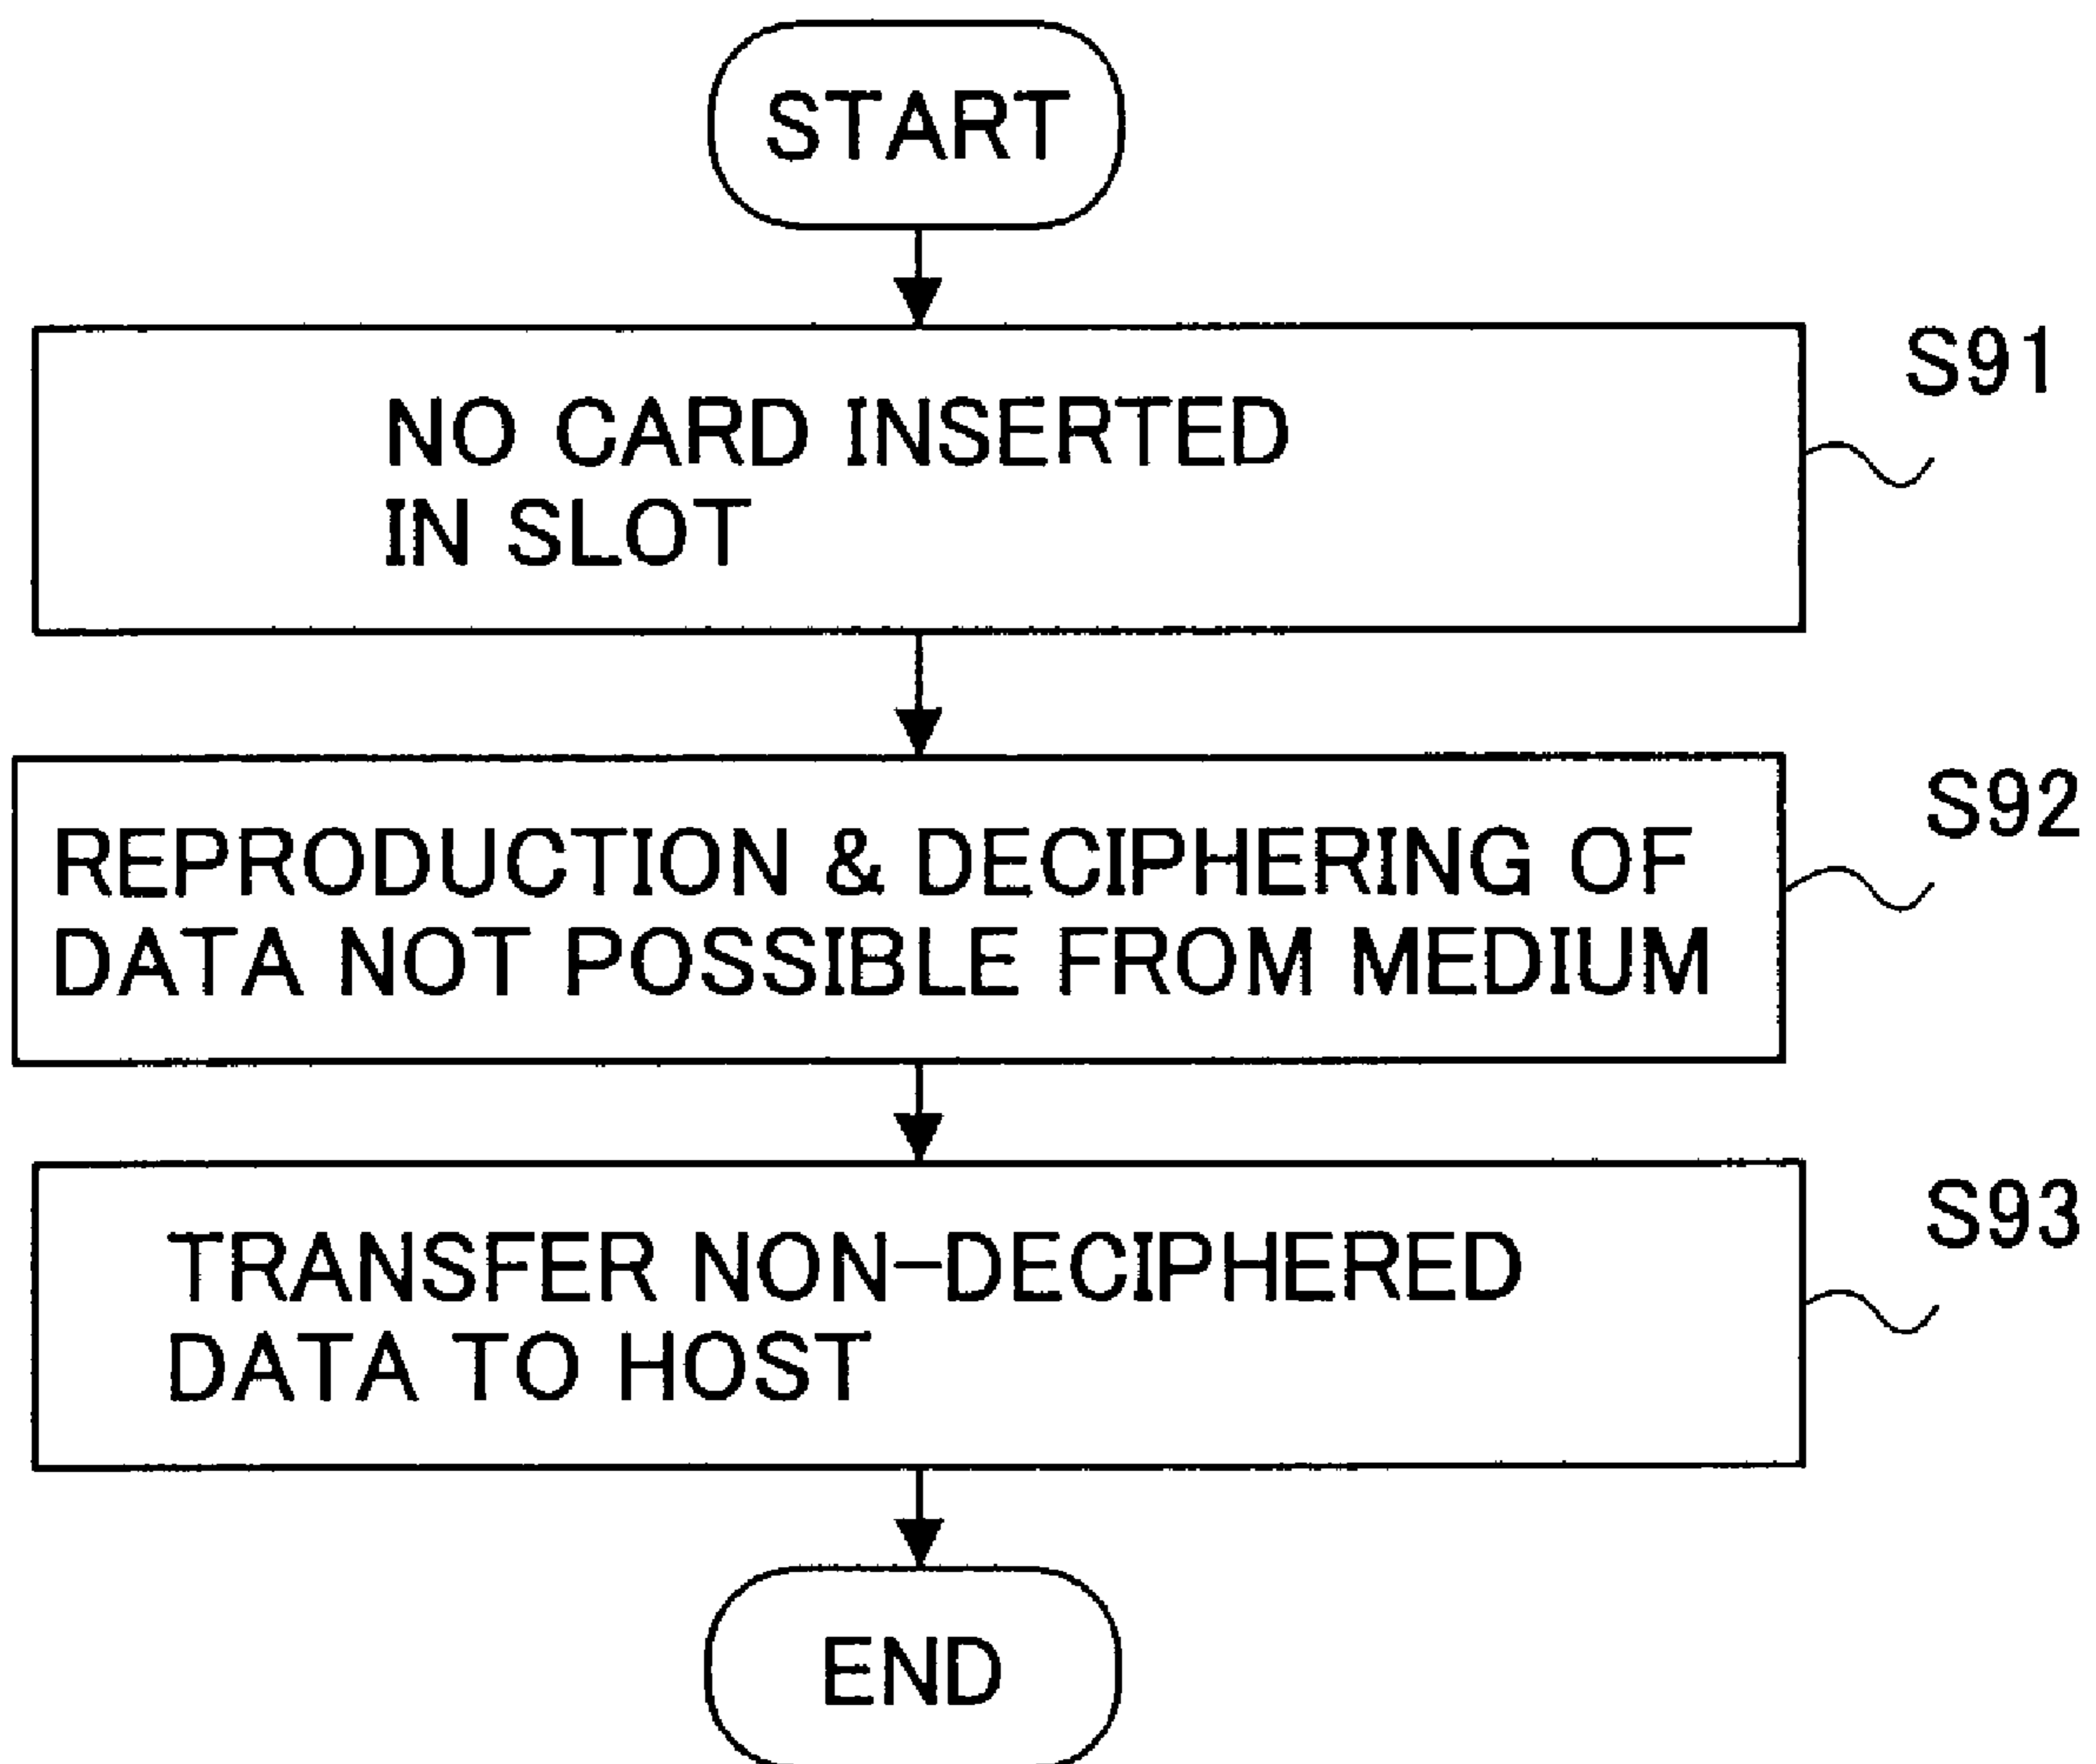 START
S91
NO CARD INSERTED
IN SLOT
S92
REPRODUCTION & DECIPHERING OF
DATA NOT POSSIBLE FROM MEDIUM
S93
TRANSFER NON-DECIPHERED
DATA TO HOST
END